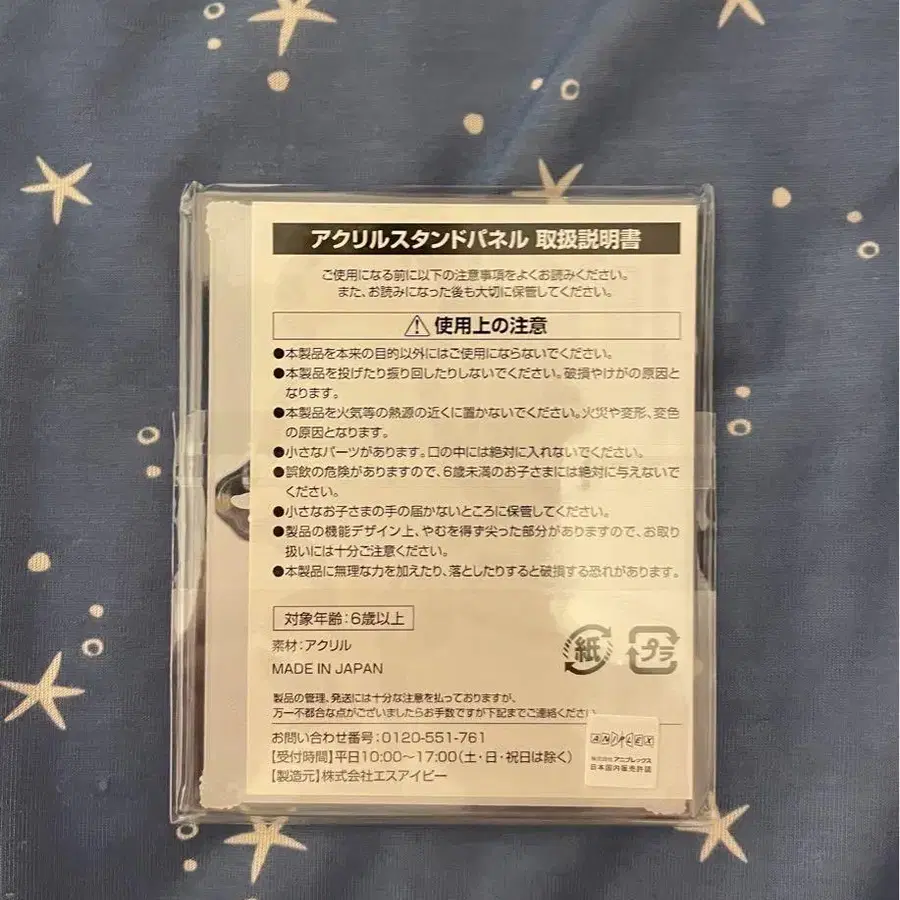 アクリルスタンドパネル 取扱説明書
ご使用になる前に以下の注意事項をよくお読みください。
また、お読みになった後も大切に保管してください。
使用上の注意
●本製品を本来の目的以外にはご使用にならないでください。
●本製品を投げたり振り回したりしないでください。破損やけがの原因と
なります。
●本製品を火気等の熱源の近くに置かないでください。火災や変形、変色
の原因となります。
●小さなパーツがあります。口の中には絶対に入れないでください。
●誤飲の危険がありますので、6歳未満のお子さまには絶対に与えないで
ください。
●小さなお子さまの手の届かないところに保管してください。
●製品の機能デザイン上、やむを得ず尖った部分がありますので、お取り
扱いには十分ご注意ください。
●本製品に無理な力を加えたり、落としたりすると破損する恐れがあります。
対象年齢:6歳以上
素材:アクリル
MADE IN JAPAN
紙
プラ
製品の管理、発送には十分な注意を払っておりますが、
万一不都合な点がございましたらお手数ですが下記までご連絡ください
お問い合わせ番号:0120-551-761
【受付時間】平日10:00〜17:00(土・日・祝日は除く)
【製造元】株式会社エスアイビー
ANIPLEX
株式会社アニプレックス
日本国内販売許諾